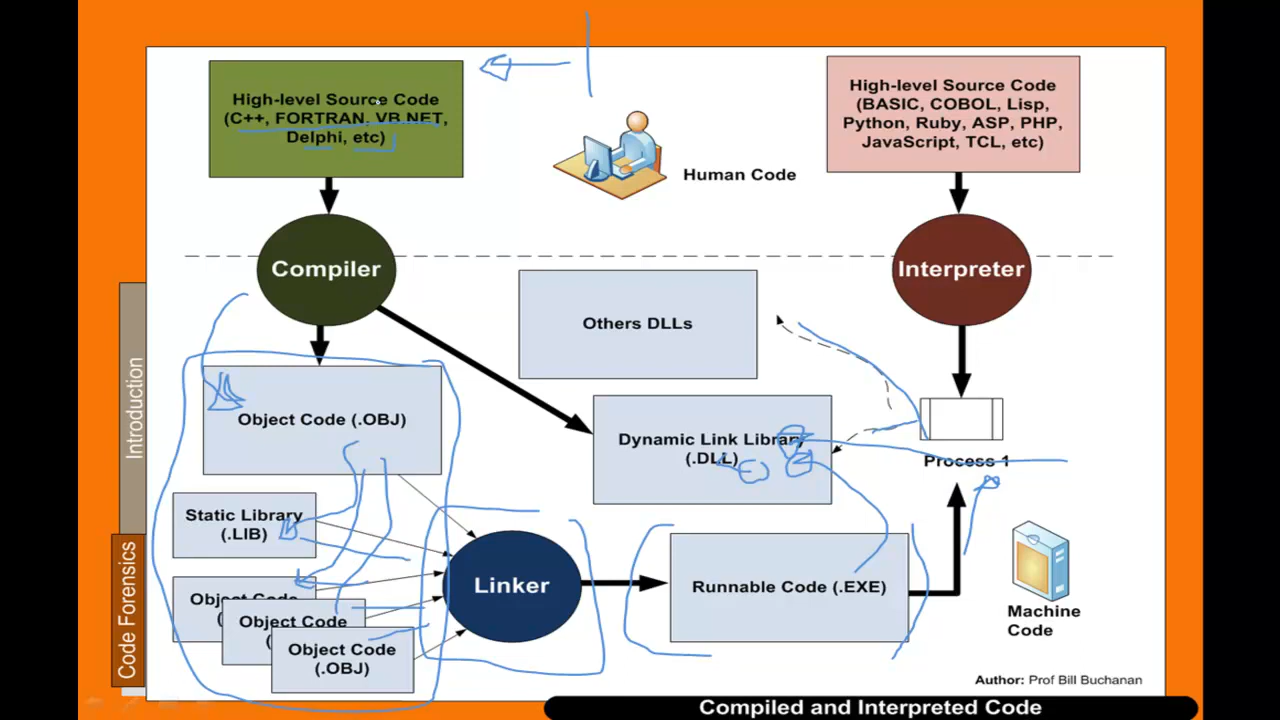 High-level Source Code
(C++, FORTRAN, VB.NET,
Delphi, etc)
High-level Source Code
(BASIC, COBOL, Lisp,
Python, Ruby, ASP, PHP,
JavaScript, TCL, etc)
Human Code
Compiler
Interpreter
Others DLLs
Introduction
Object Code (.OBJ)
Dynamic Link Library
(.DLL)
Process 1
Static Library
(.LIB)
Code Forensics
Linker
Runnable Code (.EXE)
Object Code
Object Code
Object Code
(.OBJ)
Machine
Code
Author: Prof Bill Buchanan
Compiled and Interpreted Code